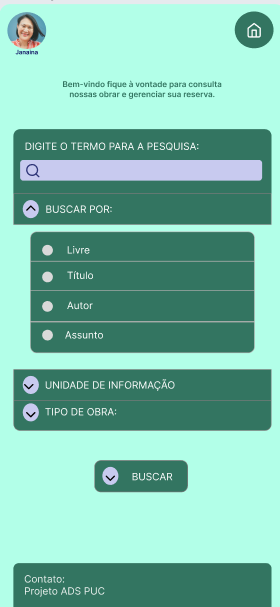 Janaina
Bem-vindo fique à vontade para consulta
nossas obrar e gerenciar sua reserva.
DIGITE O TERMO PARA A PESQUISA:
BUSCAR POR:
Livre
Título
Autor
Assunto
UNIDADE DE INFORMAÇÃO
TIPO DE OBRA:
BUSCAR
Contato:
Projeto ADS PUC